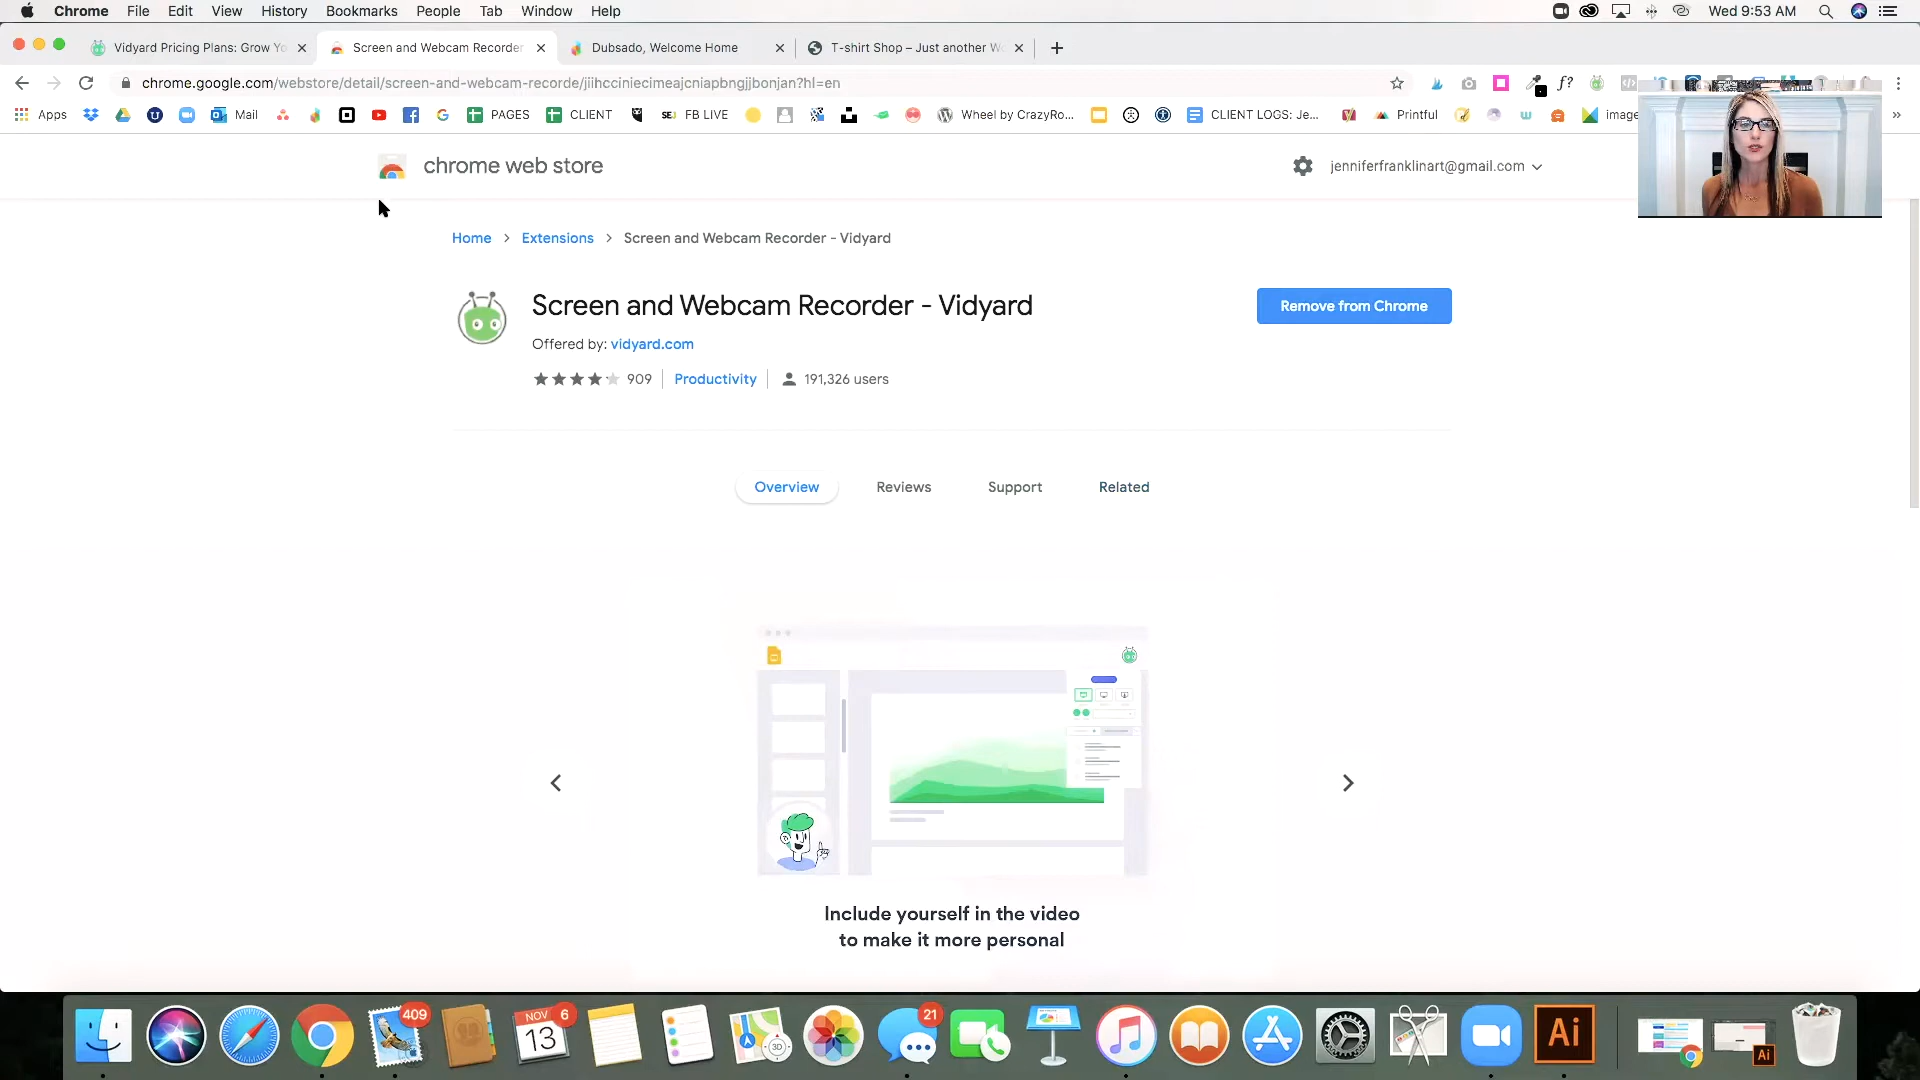 Chrome File Edit View History Bookmarks People Tab Window Help Wed 9:53 AM
Vidyard Pricing Plans: Grow Yo Screen and Webcam Recorder Dubsado, Welcome Home T-shirt Shop – Just another Wo
chrome.google.com/webstore/detail/screen-and-webcam-recorde/jiihcciniecimeajcniapbngjjbonjan?hl=en f?
Apps Mail PAGES CLIENT SEJ FB LIVE Wheel by CrazyRo... CLIENT LOGS: Je... Printful image
chrome web store jenniferfranklinart@gmail.com
Home > Extensions > Screen and Webcam Recorder - Vidyard
Screen and Webcam Recorder - Vidyard Remove from Chrome
Offered by: vidyard.com
909 Productivity 191,326 users
Overview Reviews Support Related
Include yourself in the video
to make it more personal
409 NOV 6 13 3D 21 Ai Ai